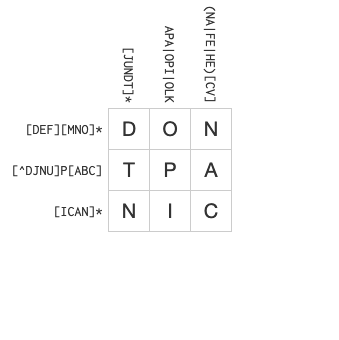 [JUNDT]*
APA|OPI|OLK
(NA|FE|HE)[CV]
[DEF][MNO]* D O N
[^DJNU]P[ABC] T P A
[ICAN]* N I C